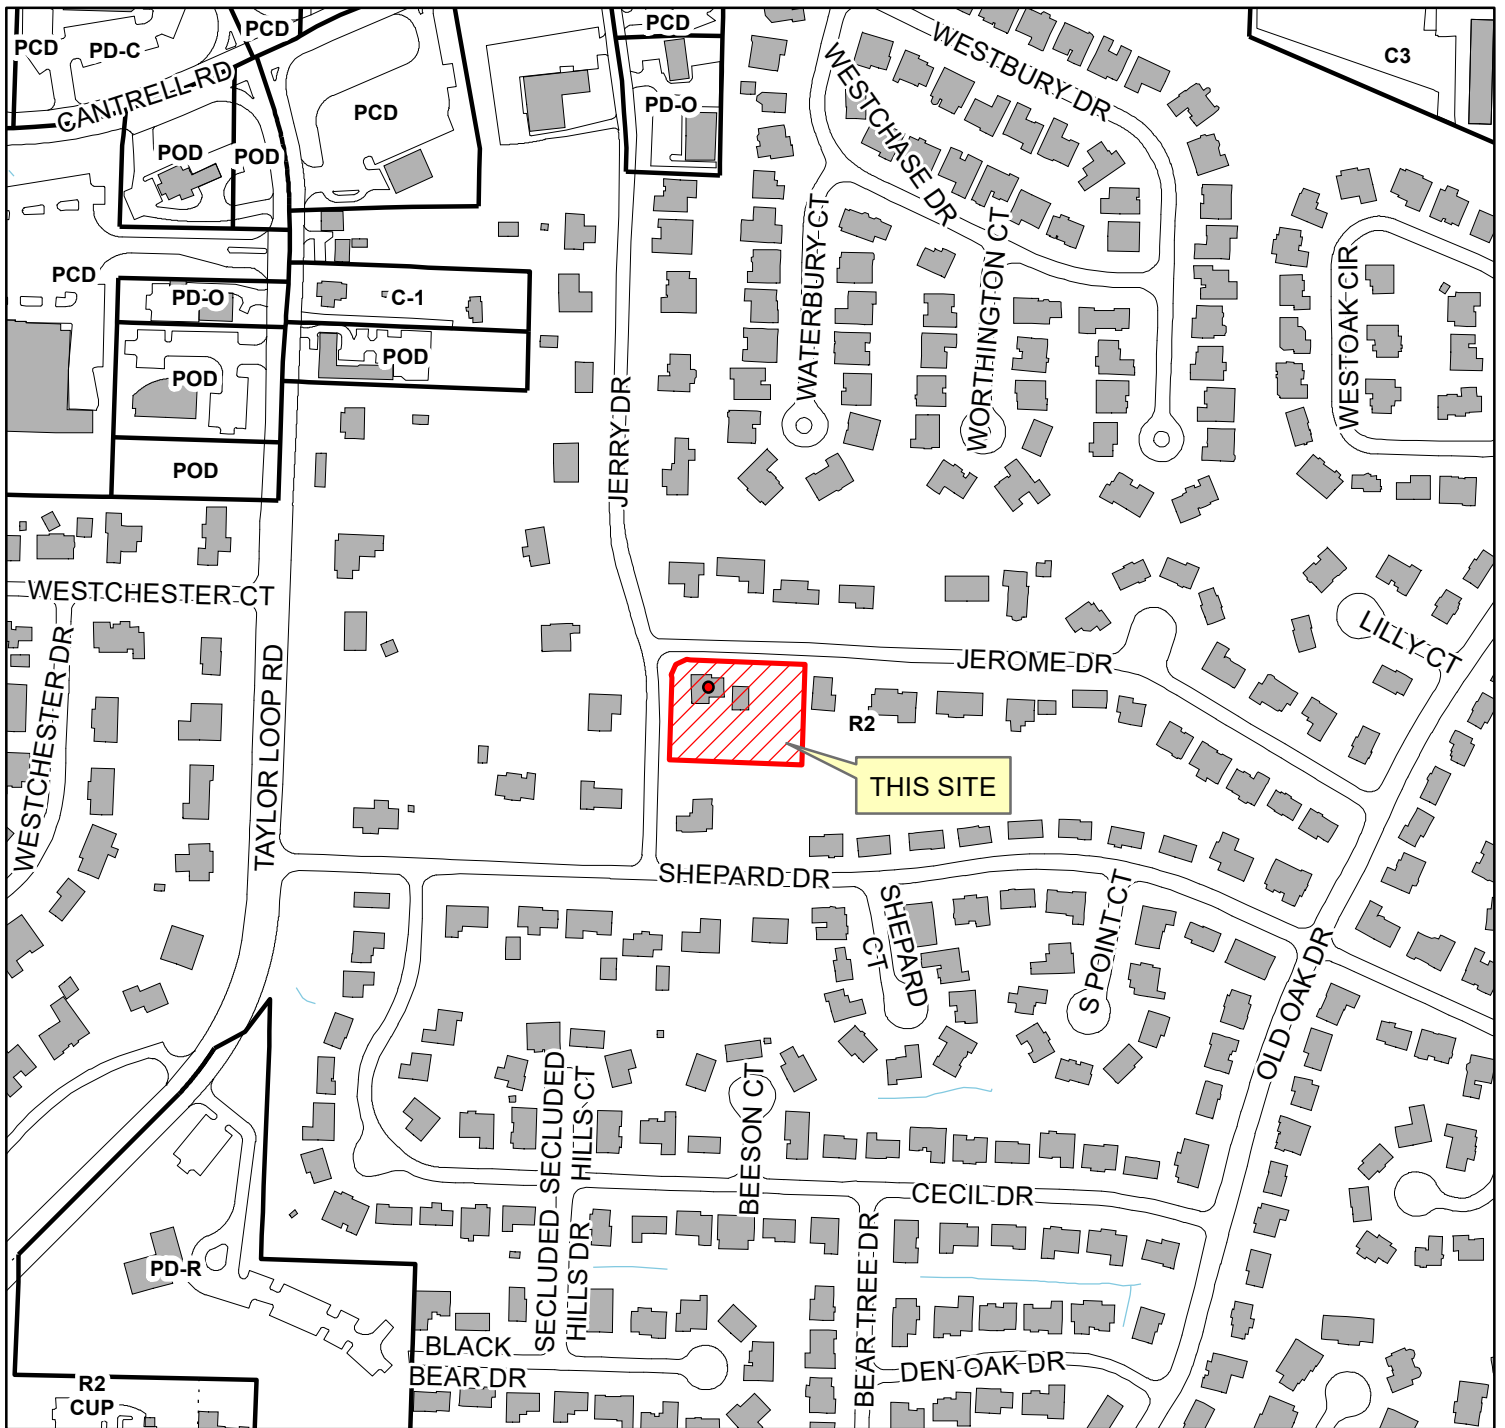 PCD
PD-C
PCD
PCD
C3
CANTRELL RD
PCD
PD-O
WESTBURY DR
WESTCHASE DR
POD
POD
PCD
PD-O
C-1
POD
POD
POD
JERRY DR
WATERBURY CT
WORTHINGTON CT
WESTOAK CIR
WESTCHESTER CT
WESTCHESTER DR
TAYLOR LOOP RD
JEROME DR
LILLY CT
R2
THIS SITE
SHEPARD DR
SHEPARD
CT
S POINT CT
OLD OAK DR
SECLUDED
HILLS CT
BEESON CT
CECIL DR
SECLUDED
HILLS DR
BEAR TREE DR
PD-R
BLACK
BEAR DR
DEN OAK DR
R2
CUP